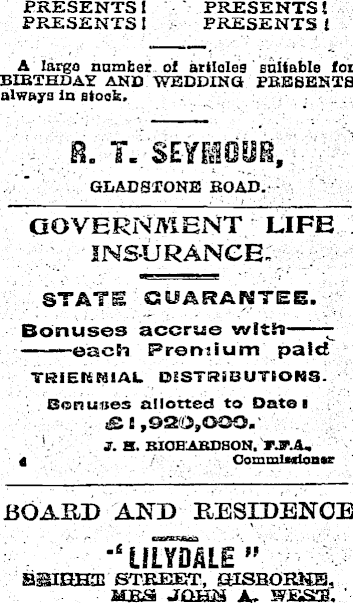 PRESENTS! PRESENTS!
PRESENTS! PRESENTS!
A large number of articles suitable for
BIRTHDAY AND WEDDING PRESENTS
always in stock.
R. T. SEYMOUR,
GLADSTONE ROAD.
GOVERNMENT LIFE
INSURANCE.
STATE GUARANTEE.
Bonuses accrue with——
——each Premium paid
TRIENNIAL DISTRIBUTIONS.
Bonuses allotted to Date:
£1,920,000.
J. H. RICHARDSON, F.F.A.,
4 Commissioner
BOARD AND RESIDENCE
"LILYDALE"
BRIGHT STREET, GISBORNE,
MRS JOHN A. WEST.